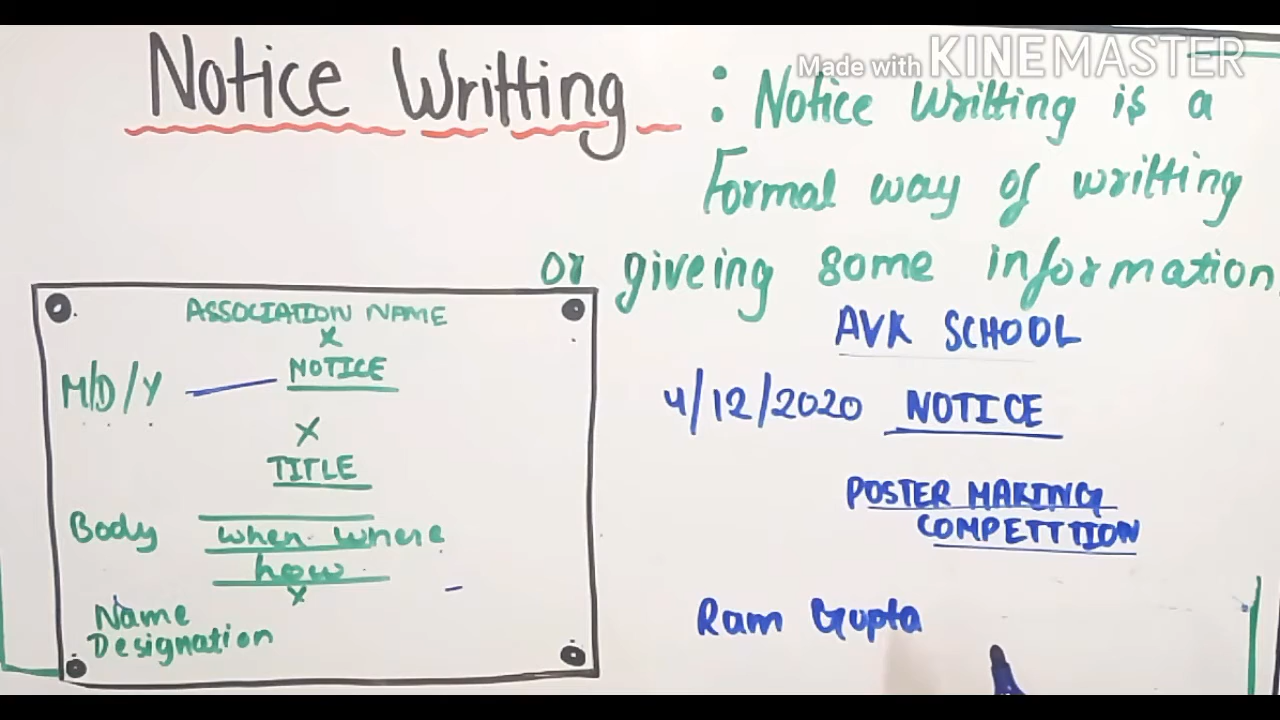 Made with KINEMASTER
Notice Writting : Notice Writting is a
Formal way of writting
or giveing some information
ASSOCIATION NAME
X
M/D/Y NOTICE
X
TITLE
Body when where
how
X
Name
Designation
AVK SCHOOL
4/12/2020 NOTICE
POSTER MAKING
COMPETTTION
Ram Gupta